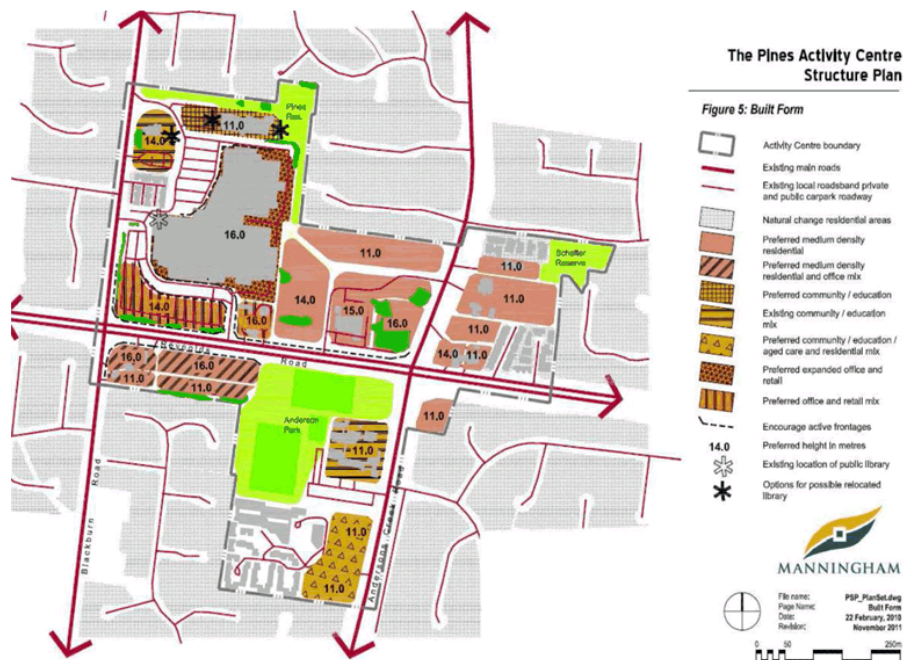 The Pines Activity Centre
Structure Plan
Figure 5: Built Form
Activity Centre boundary
Existing main roads
Existing local roadsband private
and public carpark roadway
Natural change residential areas
Preferred medium density
residential
Preferred medium density
residential and office mix
Preferred community / education
Existing community / education
mix
Preferred community / education /
aged care and residential mix
Preferred expanded office and
retail
Preferred office and retail mix
Encourage active frontages
14.0 Preferred height in metres
Existing location of public library
Options for possible relocated
library
MANNINGHAM
File name: PSP_PlanSet.dwg
Page Name: Built Form
Date: 22 February, 2010
Revision: November 2011
0 50 250m
Pines
Res.
11.0
14.0
16.0
11.0
Schafter
Reserve
11.0
11.0
14.0
15.0
16.0
11.0
14.0
16.0
14.0
11.0
Reynolds
Road
16.0
16.0
11.0
11.0
Anderson
Park
11.0
11.0
Blackburn Road
Andersons Creek Road
11.0
11.0